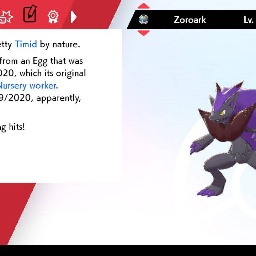 Zoroark Lv.
etty Timid by nature.
from an Egg that was
020, which its original
Nursery worker.
9/2020, apparently,
ng hits!